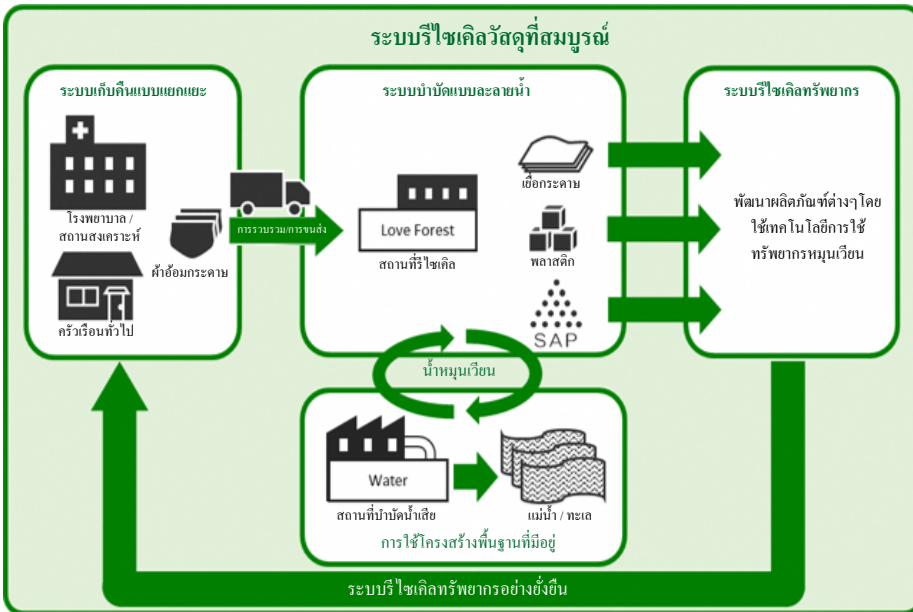 ระบบรีไซเคิลวัสดุที่สมบูรณ์
ระบบเก็บคืนแบบแยกแยะ
โรงพยาบาล /
สถานสงเคราะห์
ผ้าอ้อมกระดาษ
ครัวเรือนทั่วไป
การรวบรวม/การขนส่ง
ระบบบำบัดแบบละลายน้ำ
Love Forest
สถานที่รีไซเคิล
เยื่อกระดาษ
พลาสติก
SAP
ระบบรีไซเคิลทรัพยากร
พัฒนาผลิตภัณฑ์ต่างๆโดย
ใช้เทคโนโลยีการใช้
ทรัพยากรหมุนเวียน
น้ำหมุนเวียน
Water
สถานที่บำบัดน้ำเสีย
แม่น้ำ / ทะเล
การใช้โครงสร้างพื้นฐานที่มีอยู่
ระบบรีไซเคิลทรัพยากรอย่างยั่งยืน